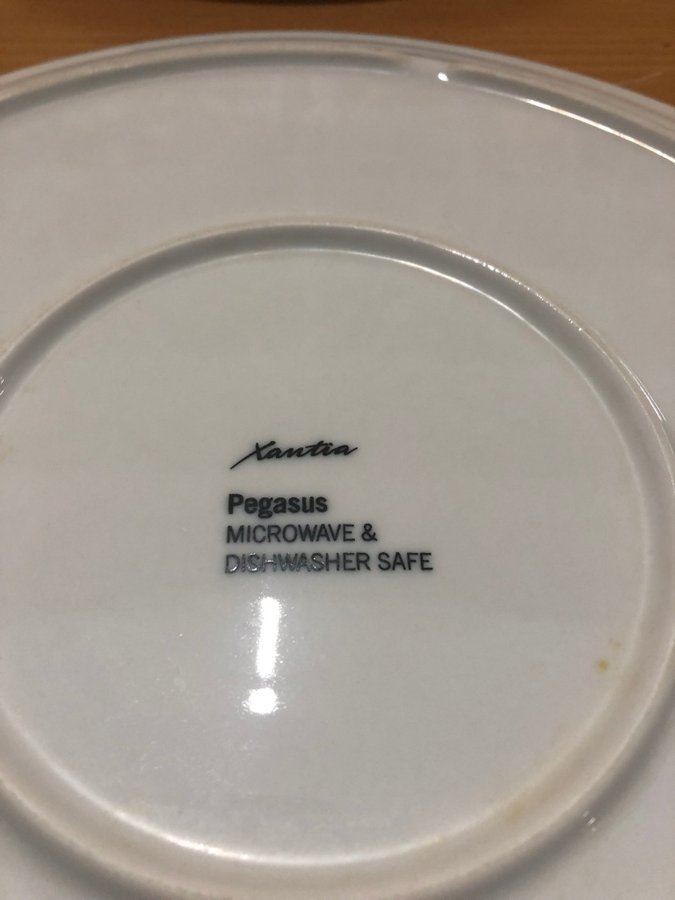 Xantia
Pegasus
MICROWAVE &
DISHWASHER SAFE